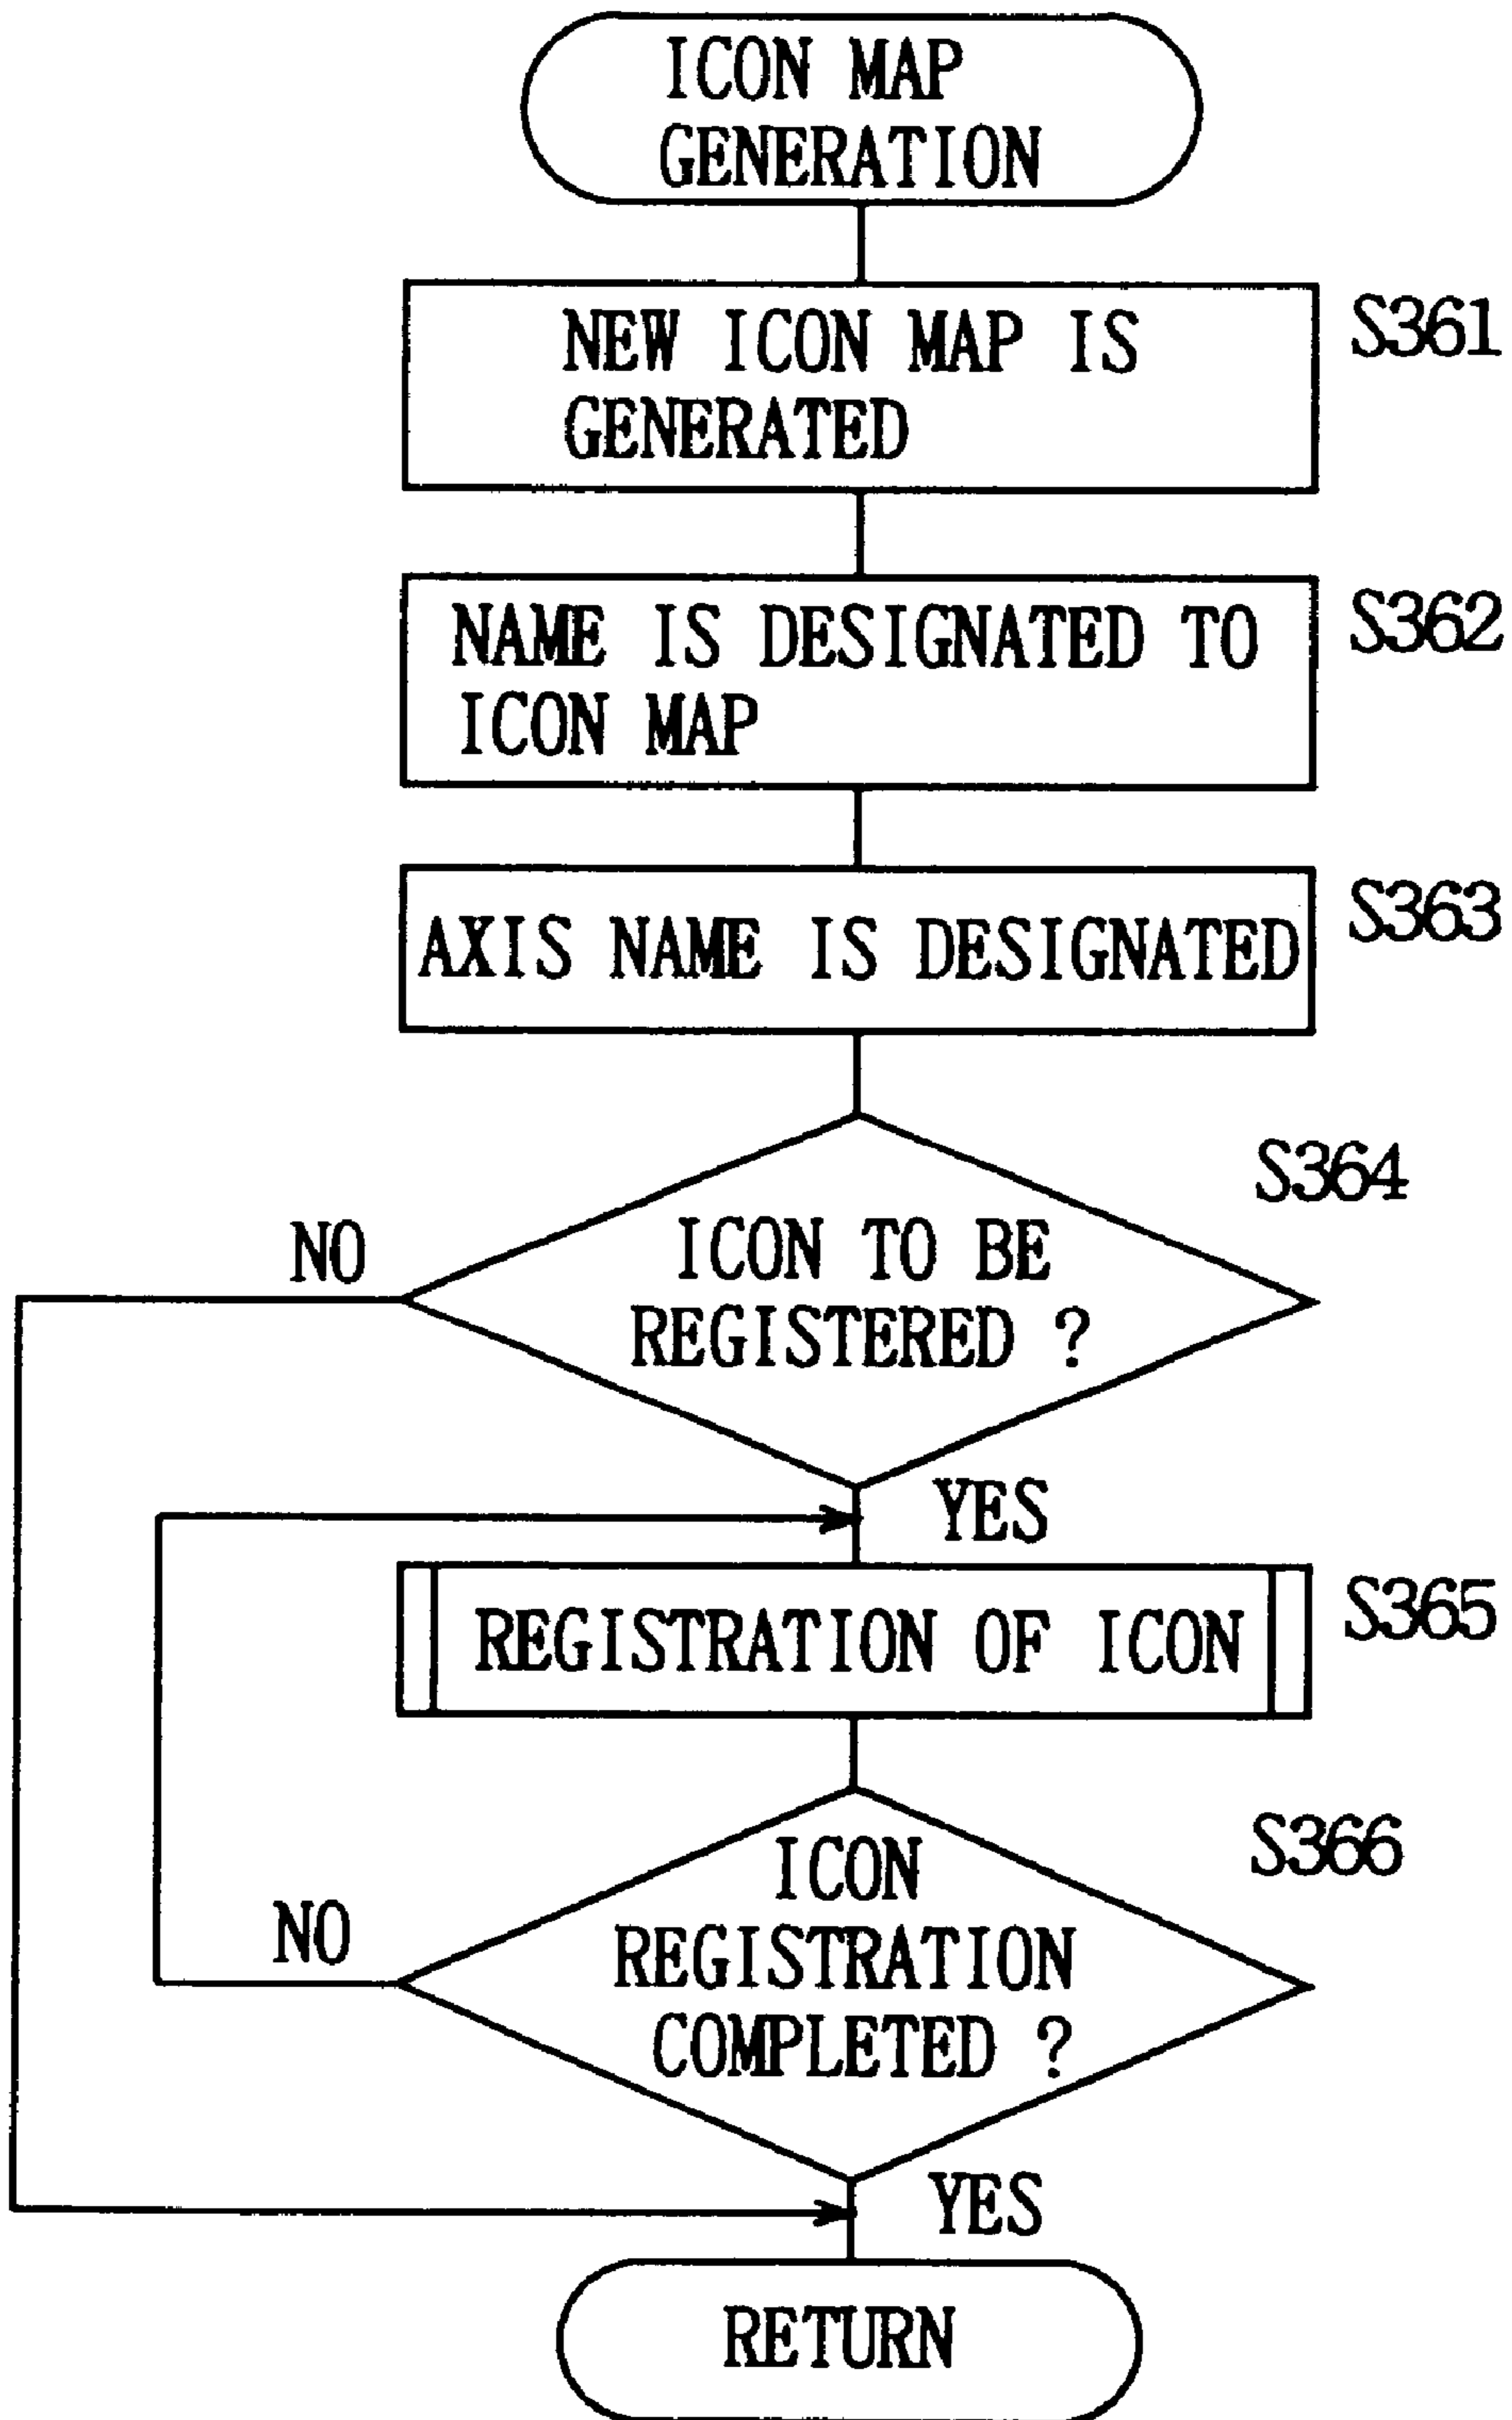 ICON MAP
GENERATION
NEW ICON MAP IS
GENERATED
S361
NAME IS DESIGNATED TO
ICON MAP
S362
AXIS NAME IS DESIGNATED
S363
S364
NO
ICON TO BE
REGISTERED ?
YES
REGISTRATION OF ICON
S365
S366
ICON
NO
REGISTRATION
COMPLETED ?
YES
RETURN